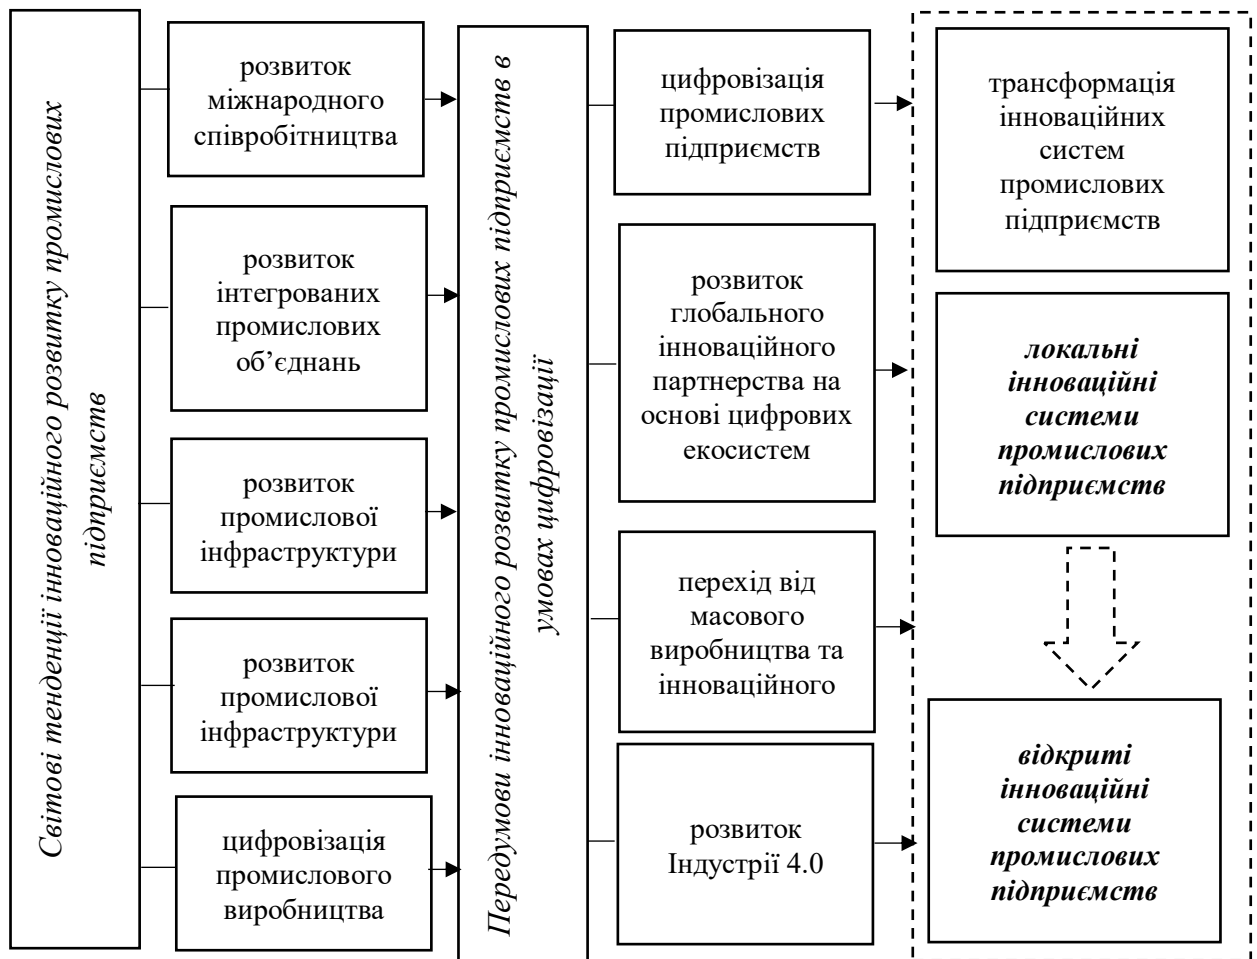 Світові тенденції інноваційного розвитку промислових
підприємств
розвиток
міжнародного
співробітництва
розвиток
інтегрованих
промислових
об’єднань
розвиток
промислової
інфраструктури
розвиток
промислової
інфраструктури
цифровізація
промислового
виробництва
Передумови інноваційного розвитку промислових підприємств в
умовах цифровізації
цифровізація
промислових
підприємств
розвиток
глобального
інноваційного
партнерства на
основі цифрових
екосистем
перехід від
масового
виробництва та
інноваційного
розвиток
Індустрії 4.0
трансформація
інноваційних
систем
промислових
підприємств
локальні
інноваційні
системи
промислових
підприємств
відкриті
інноваційні
системи
промислових
підприємств